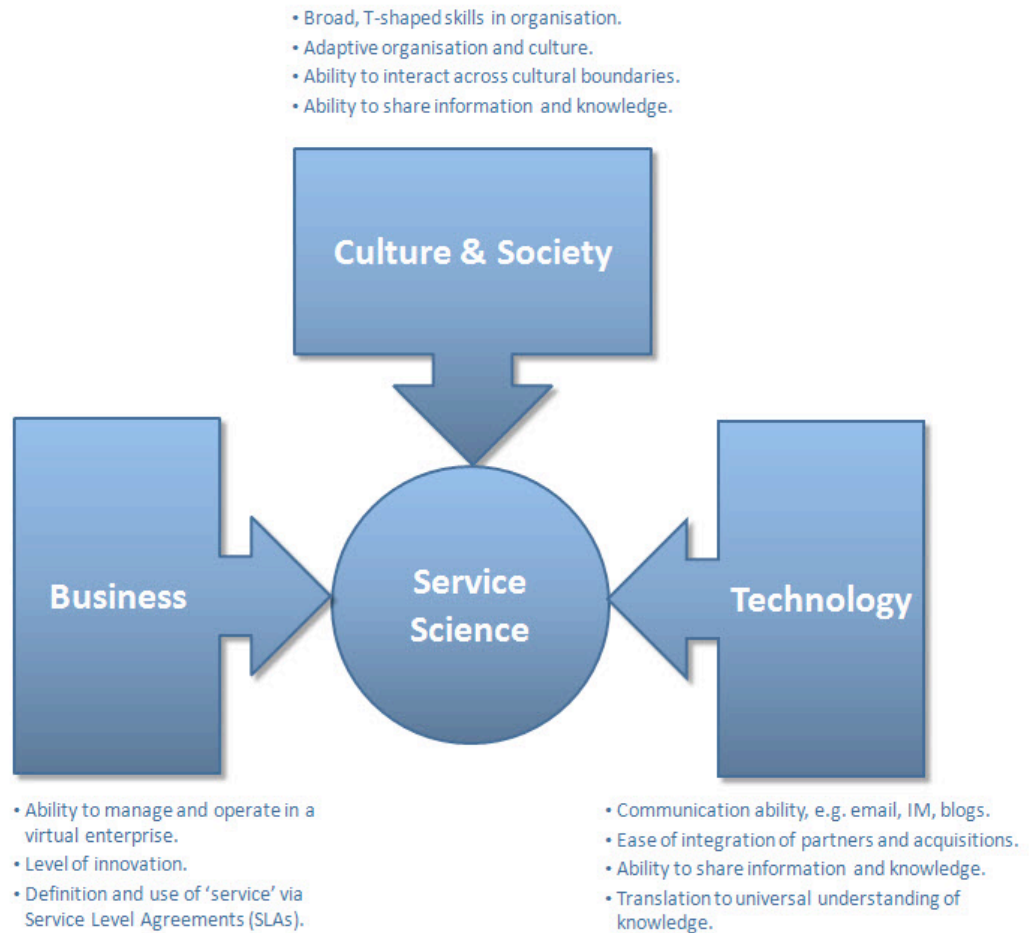 • Broad, T-shaped skills in organisation.
• Adaptive organisation and culture.
• Ability to interact across cultural boundaries.
• Ability to share information and knowledge.
Culture & Society
Business
Service
Science
Technology
• Ability to manage and operate in a
virtual enterprise.
• Level of innovation.
• Definition and use of ‘service’ via
Service Level Agreements (SLAs).
• Communication ability, e.g. email, IM, blogs.
• Ease of integration of partners and acquisitions.
• Ability to share information and knowledge.
• Translation to universal understanding of
knowledge.